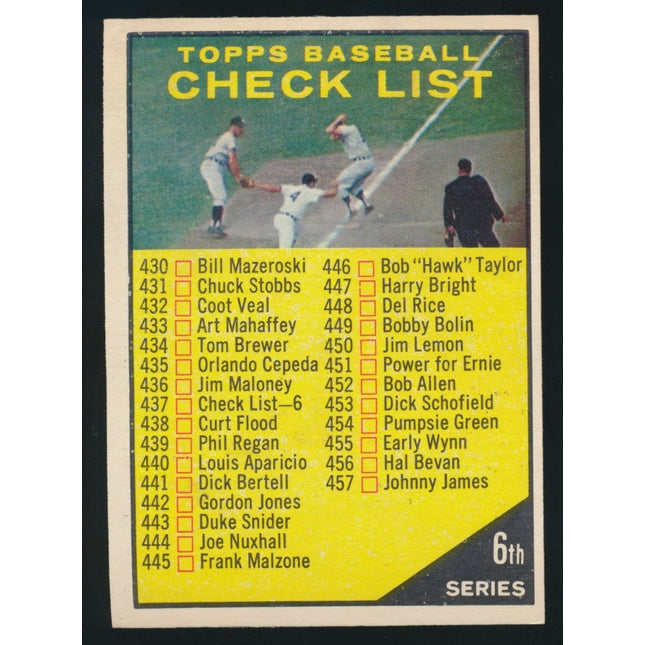 TOPPS BASEBALL
CHECK LIST
4
430 Bill Mazeroski
431 Chuck Stobbs
432 Coot Veal
433 Art Mahaffey
434 Tom Brewer
435 Orlando Cepeda
436 Jim Maloney
437 Check List—6
438 Curt Flood
439 Phil Regan
440 Louis Aparicio
441 Dick Bertell
442 Gordon Jones
443 Duke Snider
444 Joe Nuxhall
445 Frank Malzone
446 Bob "Hawk" Taylor
447 Harry Bright
448 Del Rice
449 Bobby Bolin
450 Jim Lemon
451 Power for Ernie
452 Bob Allen
453 Dick Schofield
454 Pumpsie Green
455 Early Wynn
456 Hal Bevan
457 Johnny James
6th
SERIES